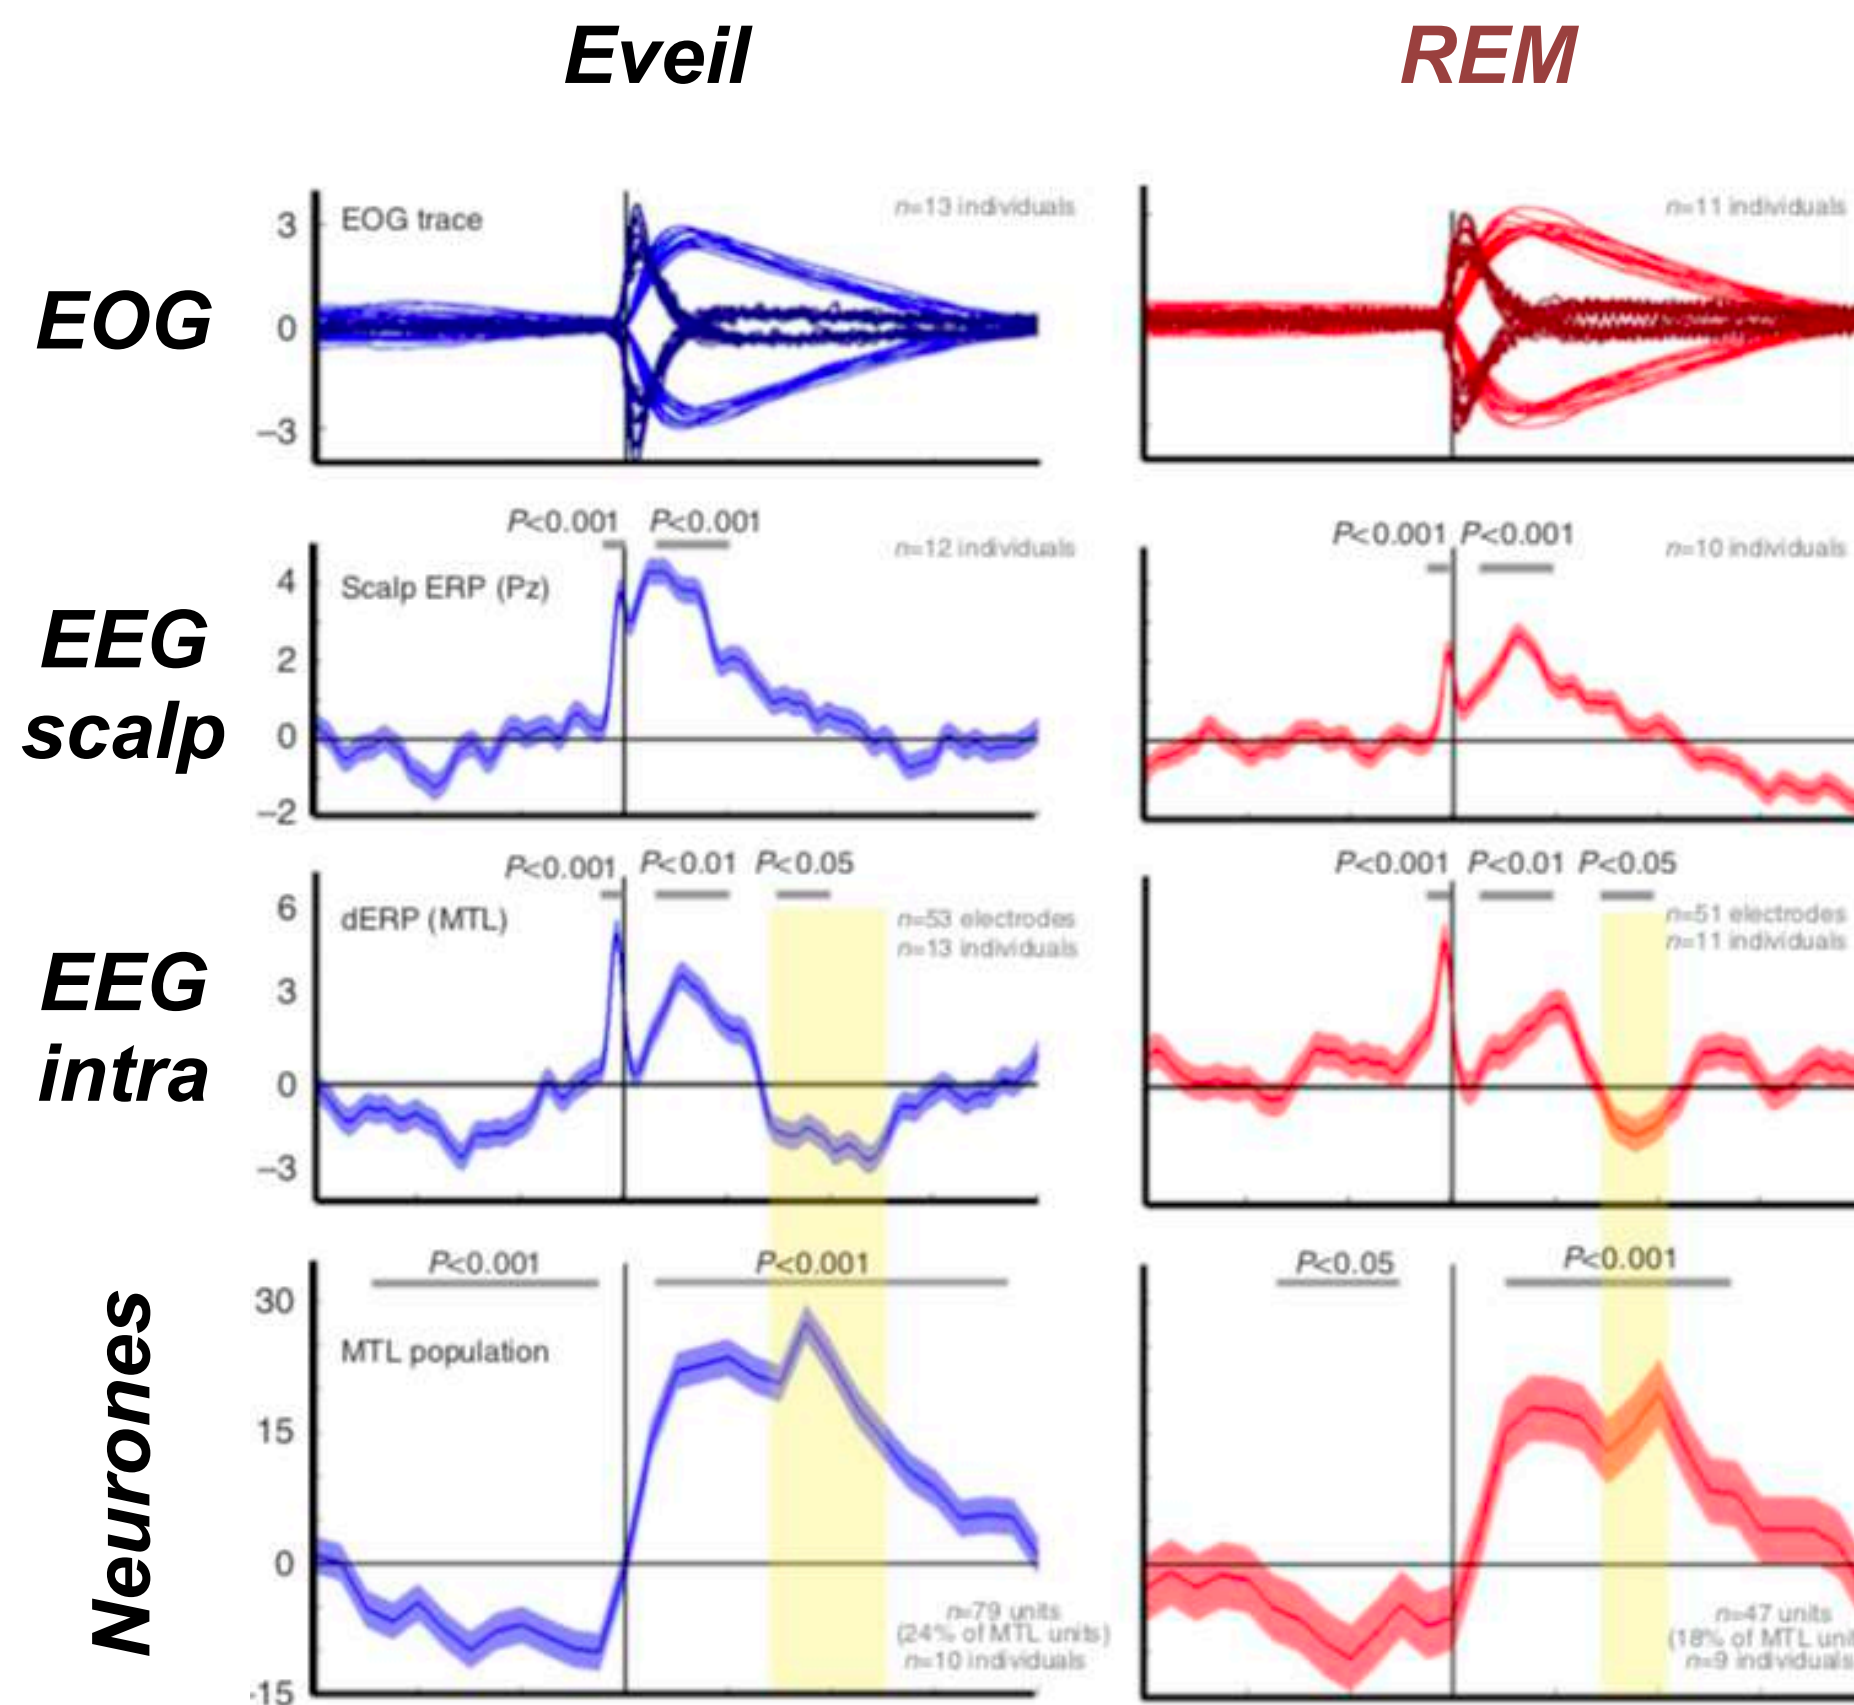 Eveil
REM
EOG
3
0
–3
EOG trace
n=13 individuals
n=11 individuals
EEG
scalp
P<0.001 P<0.001
4
2
0
–2
Scalp ERP (Pz)
n=12 individuals
P<0.001 P<0.001
n=10 individuals
EEG
intra
P<0.001 P<0.01 P<0.05
6
3
0
–3
dERP (MTL)
n=53 electrodes
n=13 individuals
P<0.001 P<0.01 P<0.05
n=51 electrodes
n=11 individuals
Neurones
P<0.001 P<0.001
30
15
0
-15
MTL population
n=79 units
(24% of MTL units)
n=10 individuals
P<0.05 P<0.001
n=47 units
(18% of MTL uni
n=9 individuals